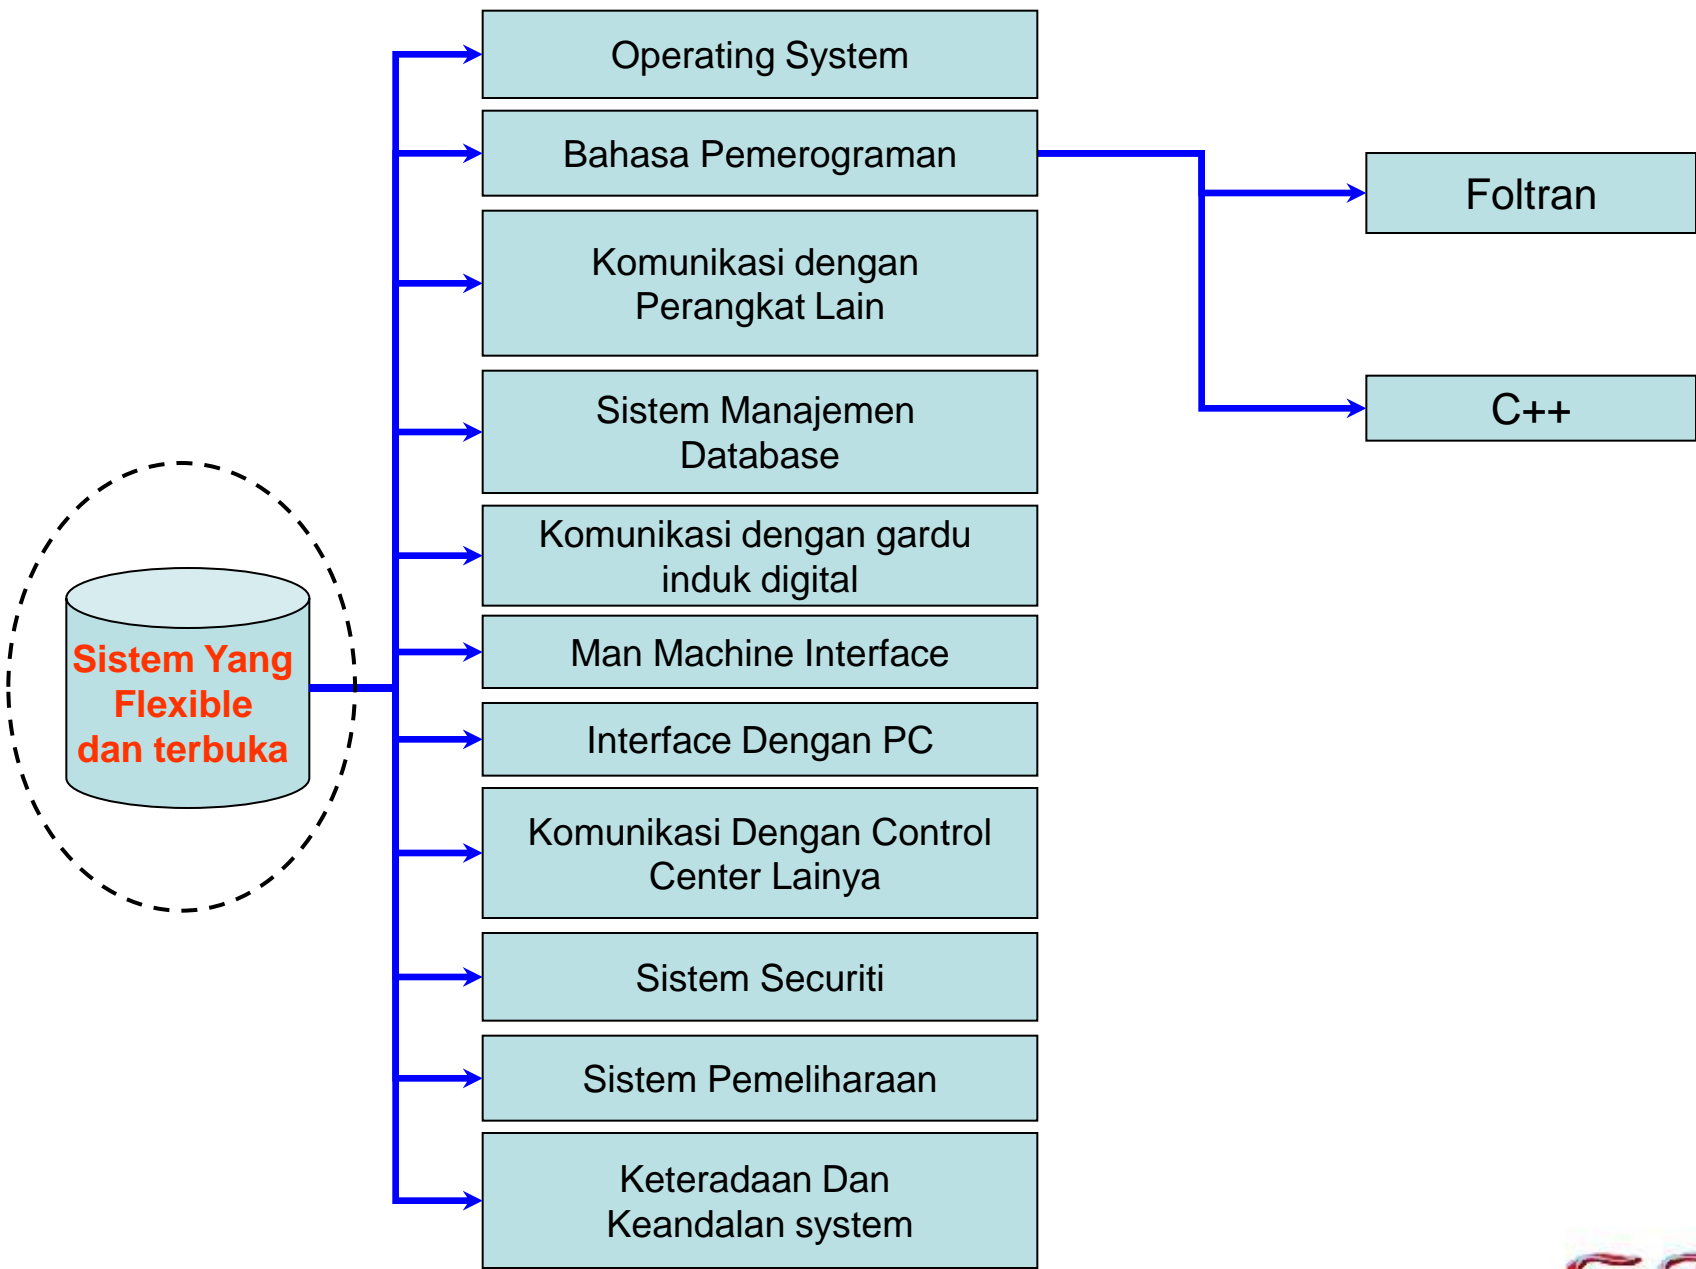 Operating System
Bahasa Pemerograman
Foltran
Komunikasi dengan
Perangkat Lain
C++
Sistem Manajemen
Database
Komunikasi dengan gardu
induk digital
Sistem Yang
Flexible
dan terbuka
Man Machine Interface
Interface Dengan PC
Komunikasi Dengan Control
Center Lainya
Sistem Securiti
Sistem Pemeliharaan
Keteradaan Dan
Keandalan system